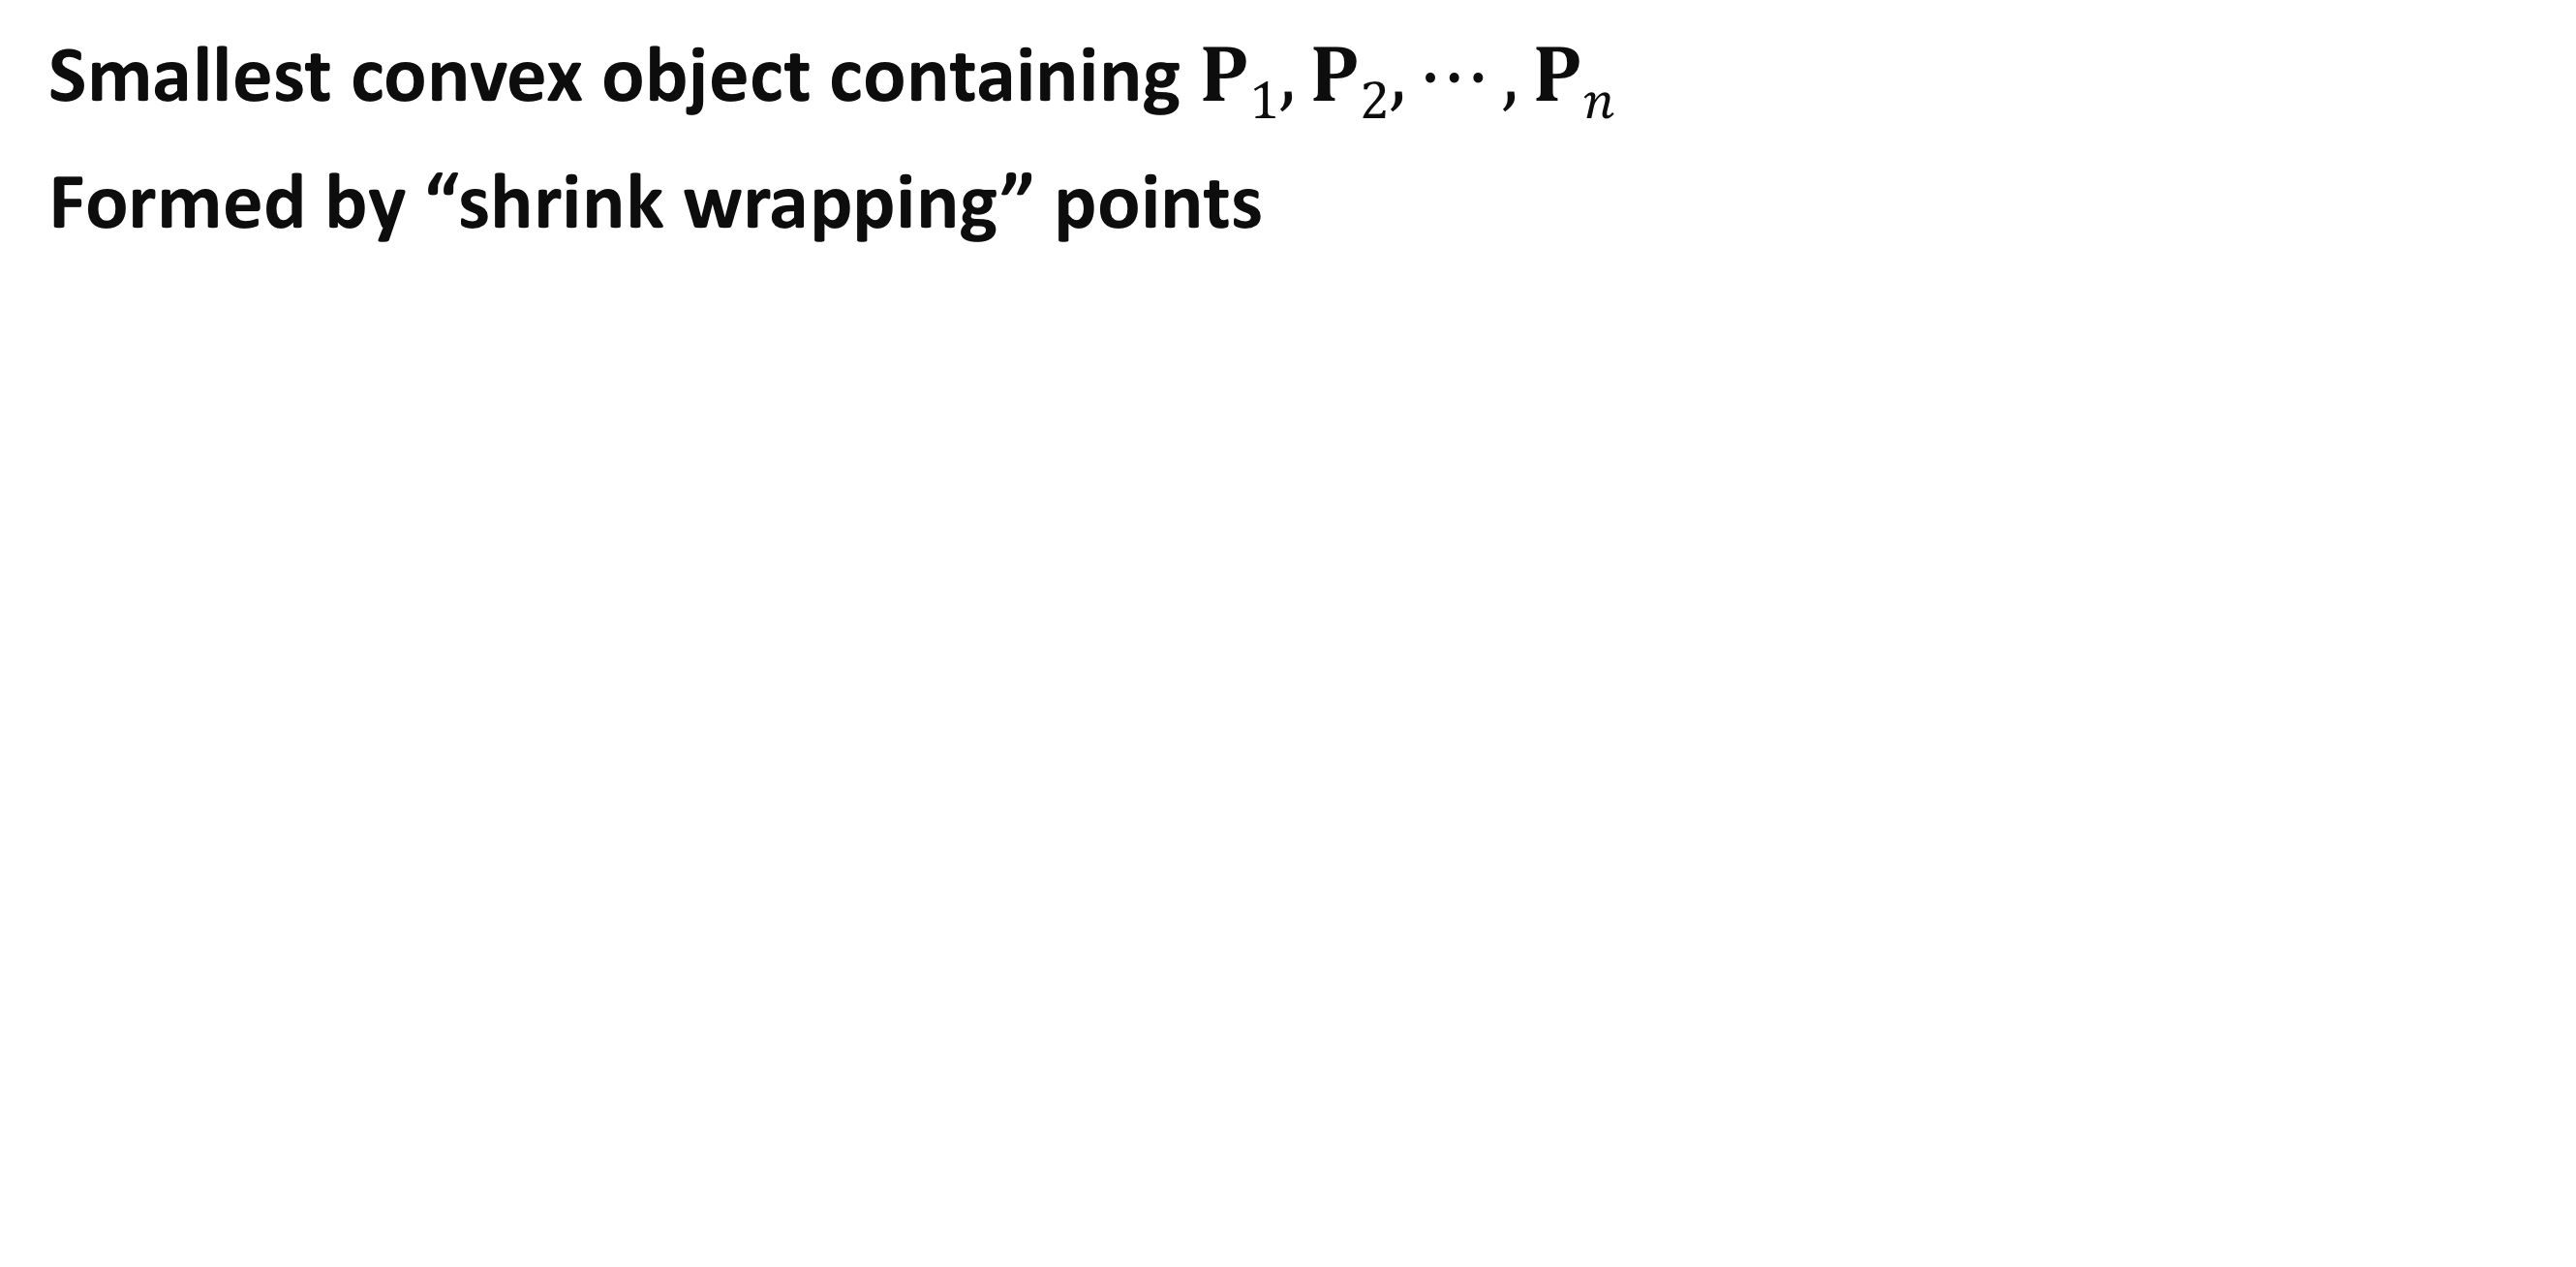 Smallest convex object containing P₁, P₂, ⋯ , Pₙ
Formed by “shrink wrapping” points